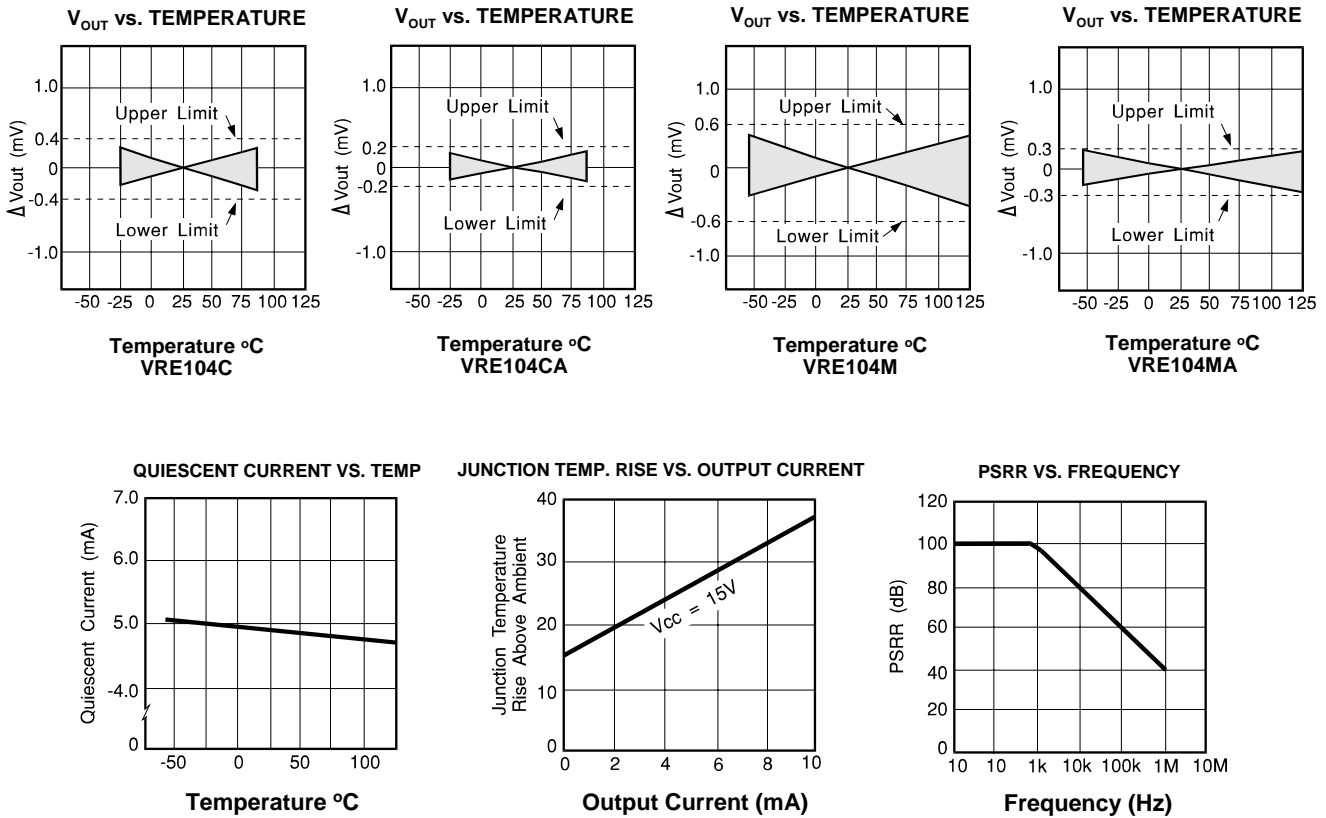 VOUT vs. TEMPERATURE
1.0
0.4
0
-0.4
-1.0
Δ Vout (mV)
Upper Limit
Lower Limit
-50 -25 0 25 50 75 100 125
Temperature oC
VRE104C
VOUT vs. TEMPERATURE
1.0
0.2
0
-0.2
-1.0
Δ Vout (mV)
Upper Limit
Lower Limit
-50 -25 0 25 50 75 100 125
Temperature oC
VRE104CA
VOUT vs. TEMPERATURE
1.0
0.6
0
-0.6
-1.0
Δ Vout (mV)
Upper Limit
Lower Limit
-50 -25 0 25 50 75 100 125
Temperature oC
VRE104M
VOUT vs. TEMPERATURE
1.0
0.3
0
-0.3
-1.0
Δ Vout (mV)
Upper Limit
Lower Limit
-50 -25 0 25 50 75 100 125
Temperature oC
VRE104MA
QUIESCENT CURRENT VS. TEMP
7.0
6.0
5.0
-4.0
0
Quiescent Current (mA)
-50 0 50 100
Temperature oC
JUNCTION TEMP. RISE VS. OUTPUT CURRENT
40
30
20
10
0
Junction Temperature
Rise Above Ambient
Vcc = 15V
0 2 4 6 8 10
Output Current (mA)
PSRR VS. FREQUENCY
120
100
80
60
40
20
0
PSRR (dB)
10 10 1k 10k 100k 1M 10M
Frequency (Hz)